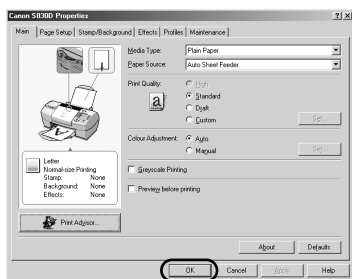 Canon S830D Properties
Main Page Setup Stamp/Background Effects Profiles Maintenance
Media Type: Plain Paper
Paper Source: Auto Sheet Feeder
Print Quality: High
Standard
Draft
Custom Set...
Colour Adjustment: Auto
Manual Set...
Greyscale Printing
Preview before printing
Letter
Normal-size Printing
Stamp: None
Background: None
Effects: None
Print Advisor...
About Defaults
OK Cancel Apply Help